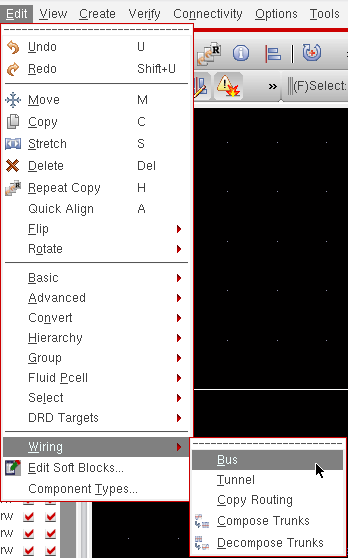 Edit View Create Verify Connectivity Options Tools
Undo U
Redo Shift+U
Move M
Copy C
Stretch S
Delete Del
Repeat Copy H
Quick Align A
Flip
Rotate
Basic
Advanced
Convert
Hierarchy
Group
Fluid Pcell
Select
DRD Targets
Wiring
Edit Soft Blocks...
Component Types...
» (F)Select:
Bus
Tunnel
Copy Routing
Compose Trunks
Decompose Trunks
rw
rw
rw